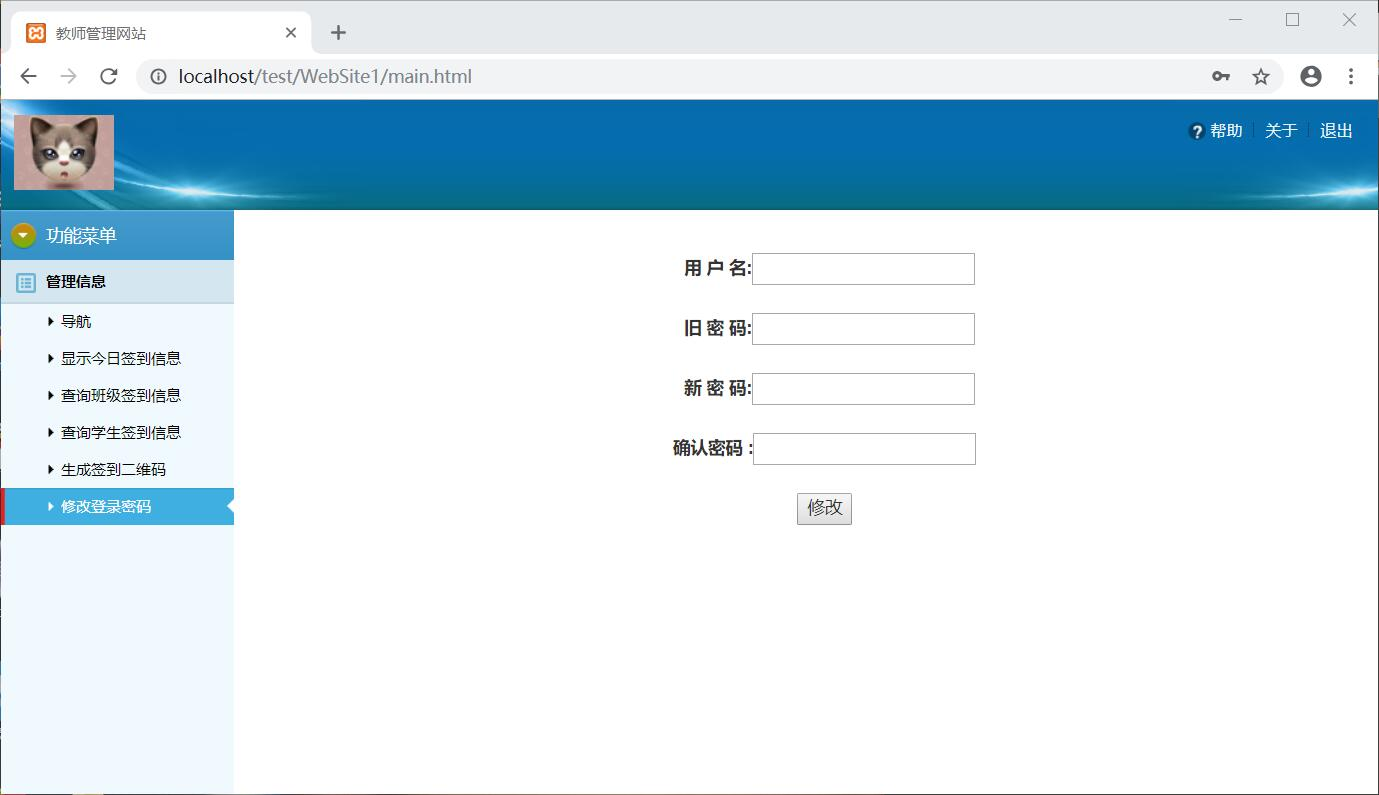 教师管理网站
localhost/test/WebSite1/main.html
帮助 关于 退出
功能菜单
管理信息
导航
显示今日签到信息
查询班级签到信息
查询学生签到信息
生成签到二维码
修改登录密码
用 户 名:
旧 密 码:
新 密 码:
确认密码 :
修改